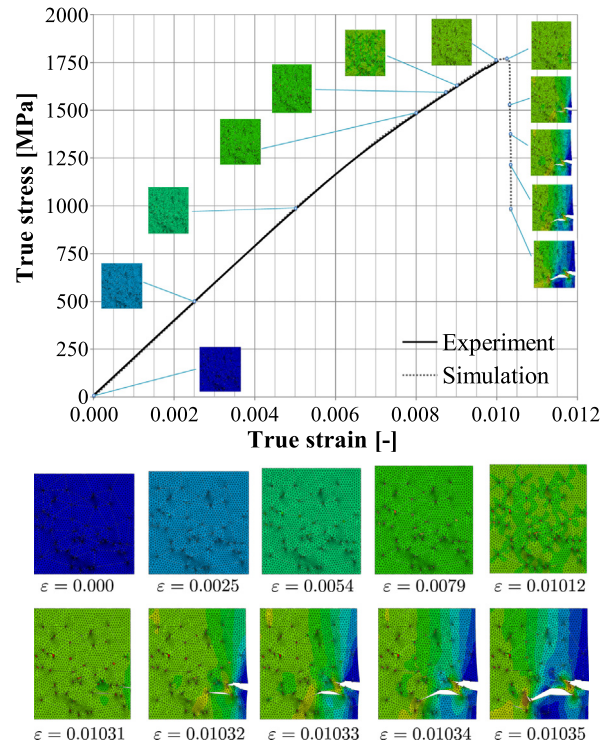 2000
1750
1500
1250
1000
750
500
250
0
True stress [MPa]
Experiment
Simulation
0.000 0.002 0.004 0.006 0.008 0.010 0.012
True strain [-]
ε = 0.000 ε = 0.0025 ε = 0.0054 ε = 0.0079 ε = 0.01012
ε = 0.01031 ε = 0.01032 ε = 0.01033 ε = 0.01034 ε = 0.01035